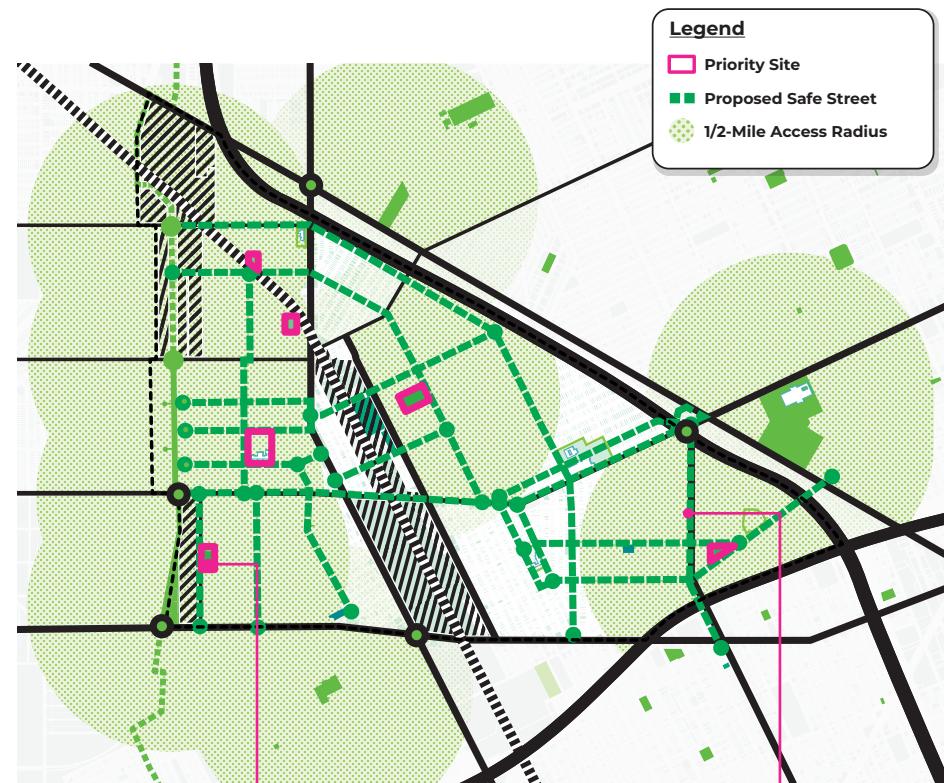 Legend
Priority Site
Proposed Safe Street
1/2-Mile Access Radius